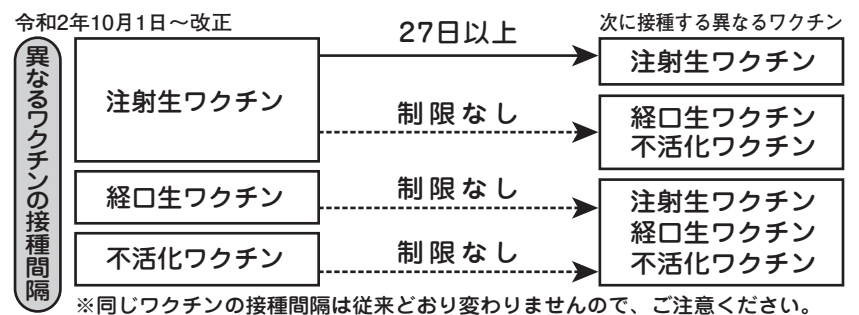 令和2年10月1日～改正
異なるワクチンの接種間隔
27日以上
次に接種する異なるワクチン
注射生ワクチン
注射生ワクチン
制限なし
経口生ワクチン
不活化ワクチン
経口生ワクチン
制限なし
注射生ワクチン
経口生ワクチン
不活化ワクチン
不活化ワクチン
制限なし
※同じワクチンの接種間隔は従来どおり変わりませんので、ご注意ください。